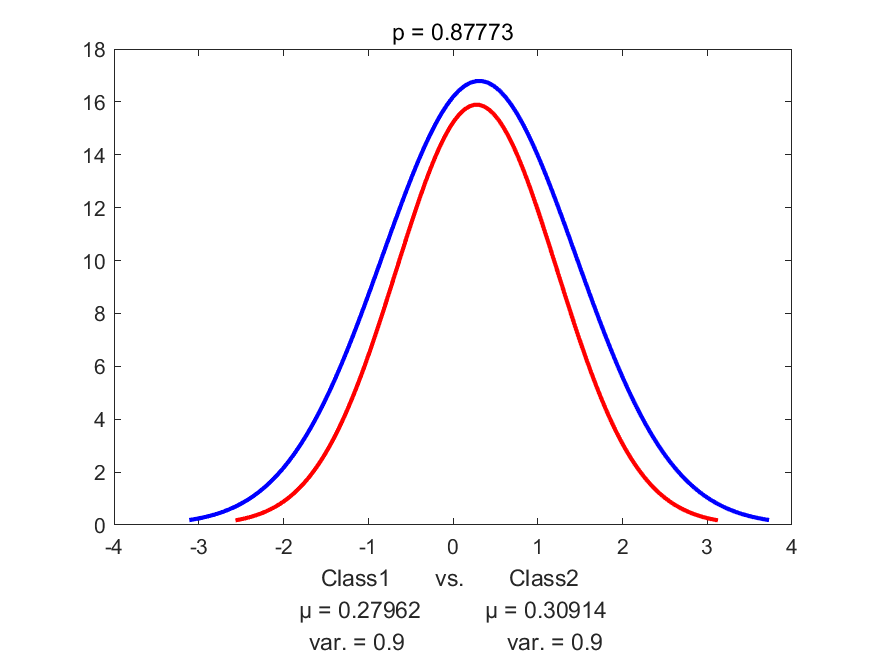 p = 0.87773
18
16
14
12
10
8
6
4
2
0
-4 -3 -2 -1 0 1 2 3 4
Class1 vs. Class2
μ = 0.27962 μ = 0.30914
var. = 0.9 var. = 0.9